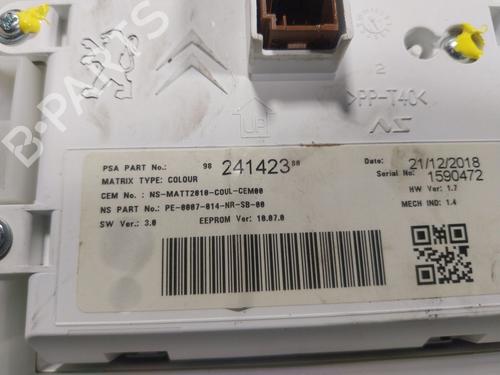 2
UP
>PP-T40<
PSA PART No.: 98 241423 80 Date: 21/12/2018
MATRIX TYPE: COLOUR Serial No.: 1590472
CEM No.: NS-MATT2010-COUL-CEM00 HW Ver.: 1.7
NS PART No.: PE-0007-014-NR-SB-00 MECH IND: 1.4
SW Ver.: 3.0 EEPROM Ver: 10.07.0
B-PARTS